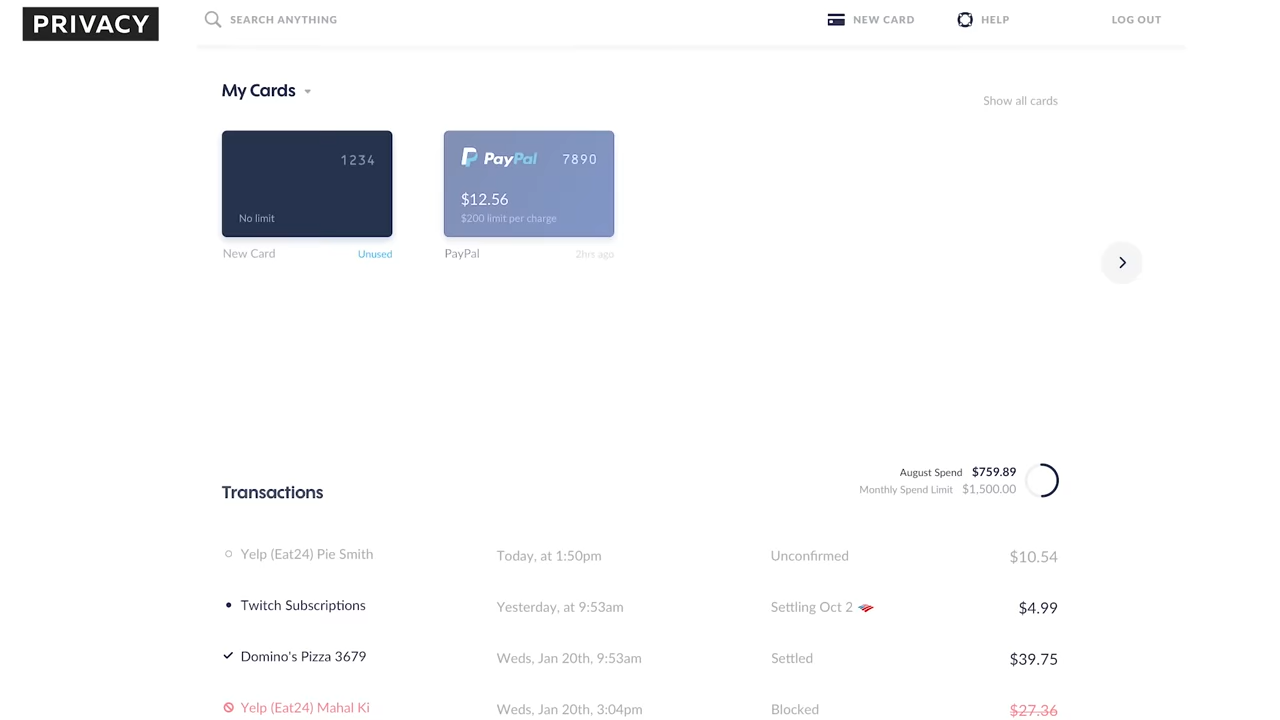 PRIVACY
SEARCH ANYTHING
NEW CARD
HELP
LOG OUT
My Cards
Show all cards
1234
No limit
New Card
Unused
PayPal
7890
$12.56
$200 limit per charge
PayPal
2hrs ago
August Spend $759.89
Monthly Spend Limit $1,500.00
Transactions
Yelp (Eat24) Pie Smith Today, at 1:50pm Unconfirmed $10.54
Twitch Subscriptions Yesterday, at 9:53am Settling Oct 2 $4.99
Domino's Pizza 3679 Weds, Jan 20th, 9:53am Settled $39.75
Yelp (Eat24) Mahal Ki Weds, Jan 20th, 3:04pm Blocked $27.36